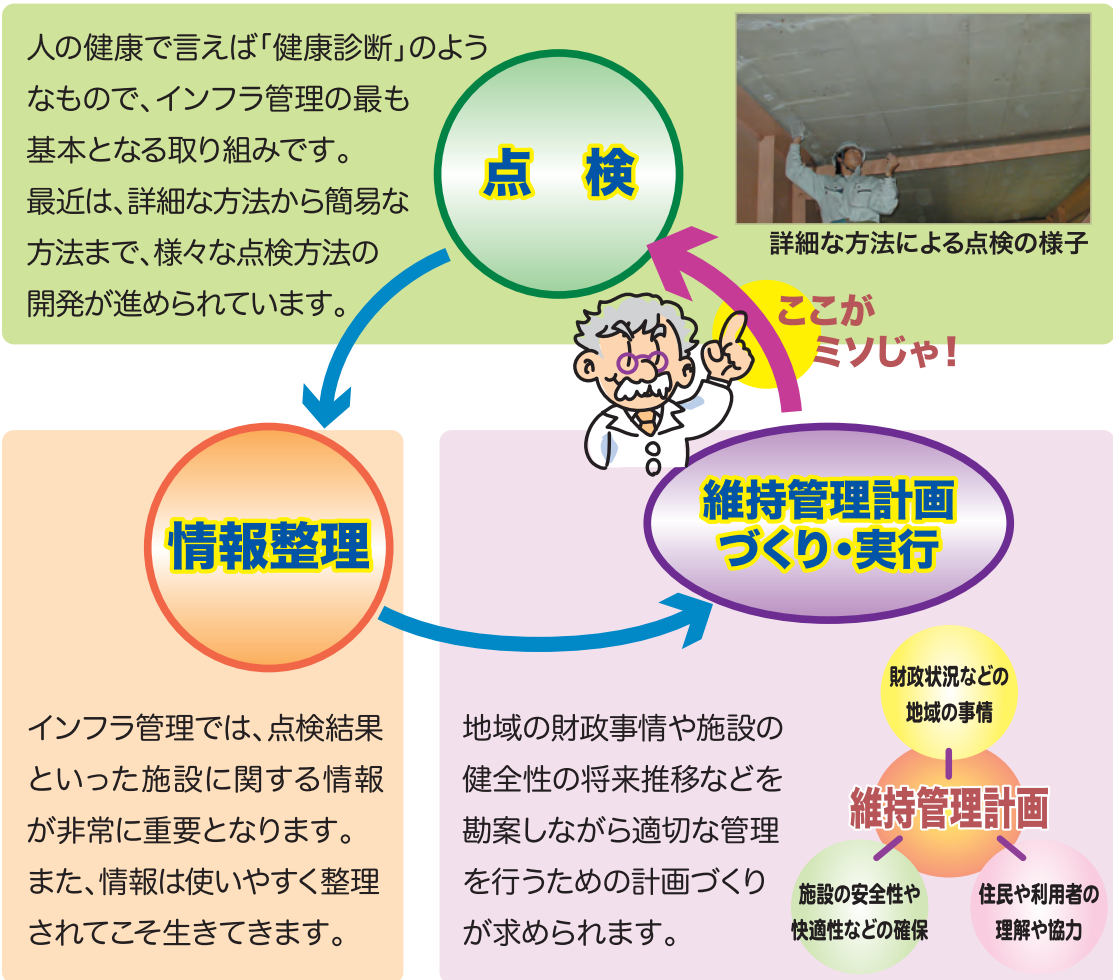 人の健康で言えば「健康診断」のよう
なもので、インフラ管理の最も
基本となる取り組みです。
最近は、詳細な方法から簡易な
方法まで、様々な点検方法の
開発が進められています。
点　検
詳細な方法による点検の様子
ここが
ミソじゃ！
情報整理
インフラ管理では、点検結果
といった施設に関する情報
が非常に重要となります。
また、情報は使いやすく整理
されてこそ生きてきます。
維持管理計画
づくり・実行
地域の財政事情や施設の
健全性の将来推移などを
勘案しながら適切な管理
を行うための計画づくり
が求められます。
財政状況などの
地域の事情
維持管理計画
施設の安全性や
快適性などの確保
住民や利用者の
理解や協力